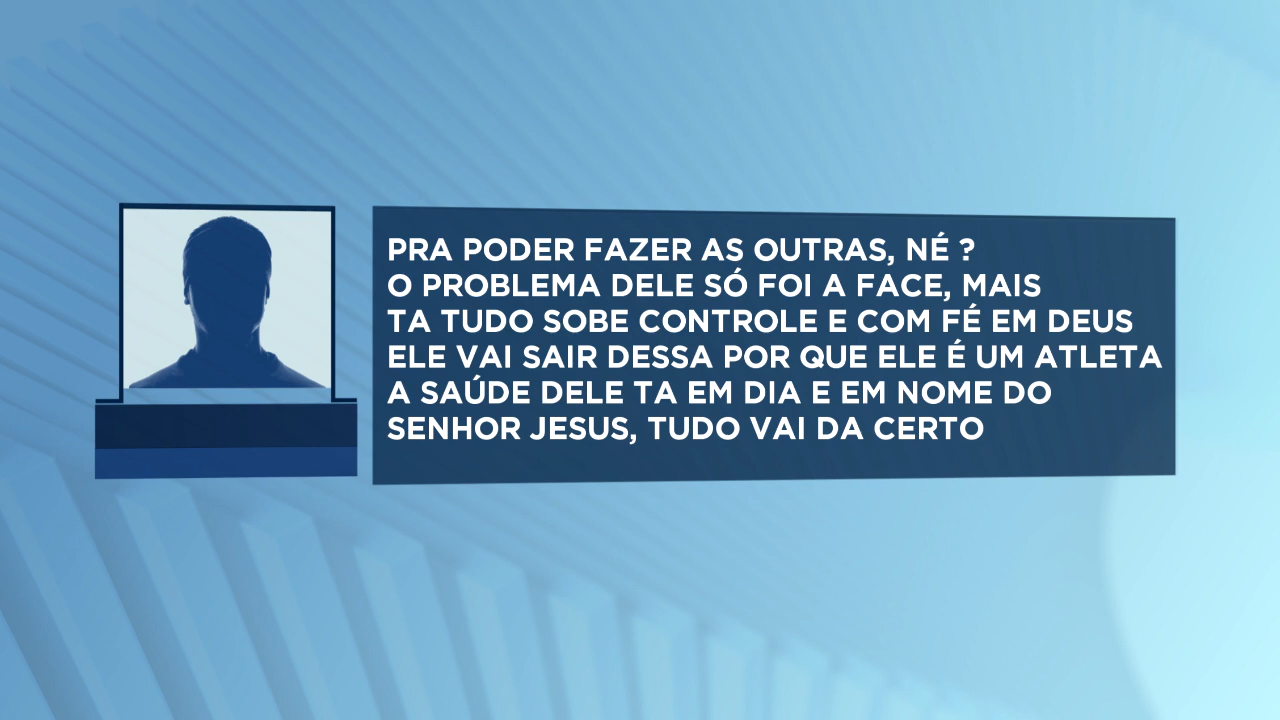 PRA PODER FAZER AS OUTRAS, NÉ ?
O PROBLEMA DELE SÓ FOI A FACE, MAIS
TA TUDO SOBE CONTROLE E COM FÉ EM DEUS
ELE VAI SAIR DESSA POR QUE ELE É UM ATLETA
A SAÚDE DELE TA EM DIA E EM NOME DO
SENHOR JESUS, TUDO VAI DA CERTO